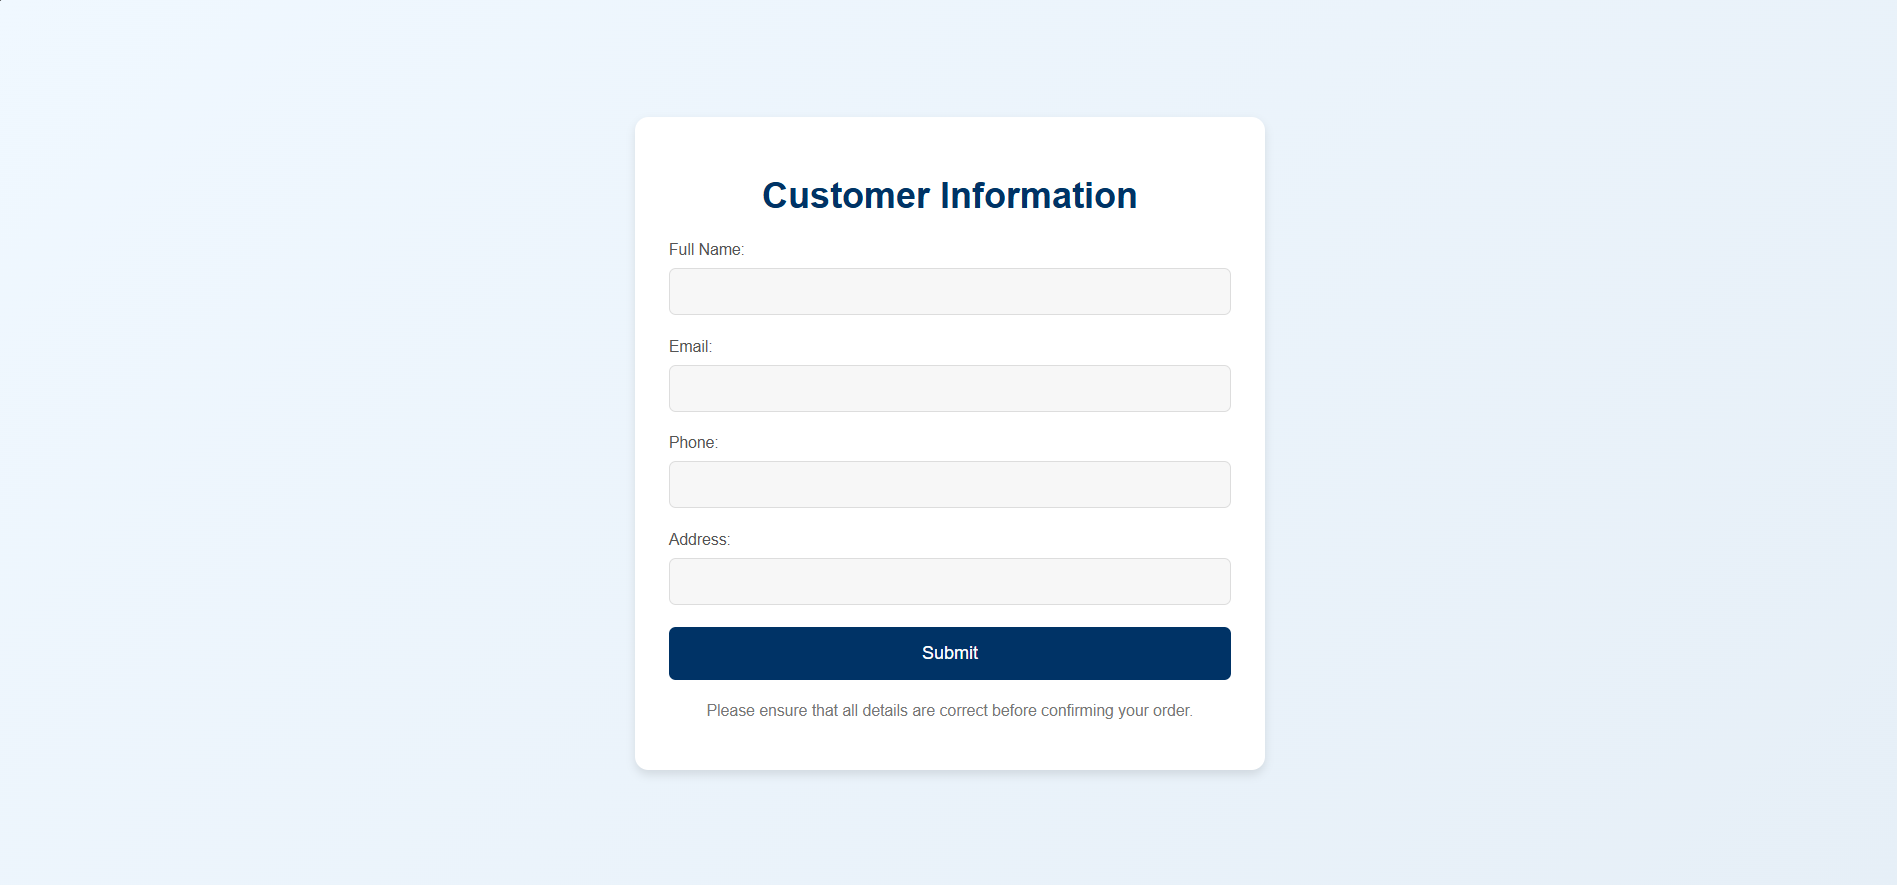 Customer Information
Full Name:
Email:
Phone:
Address:
Submit
Please ensure that all details are correct before confirming your order.